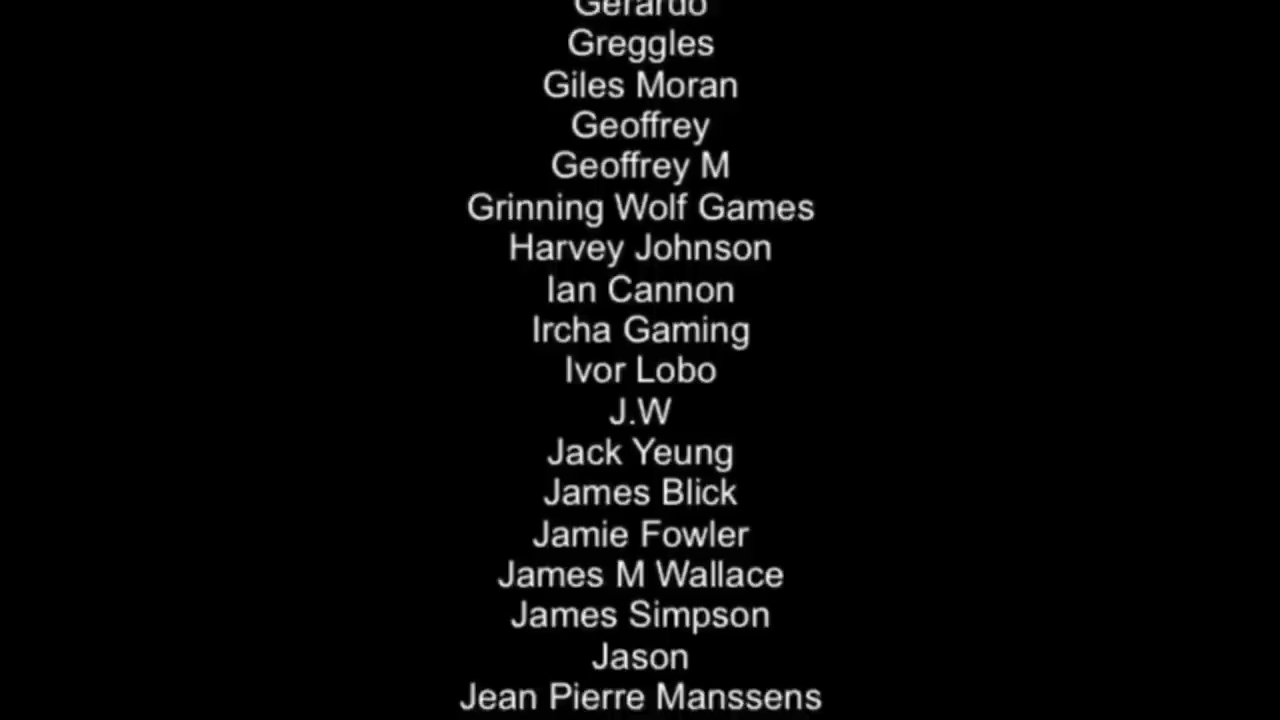 Gerardo
Greggles
Giles Moran
Geoffrey
Geoffrey M
Grinning Wolf Games
Harvey Johnson
Ian Cannon
Ircha Gaming
Ivor Lobo
J.W
Jack Yeung
James Blick
Jamie Fowler
James M Wallace
James Simpson
Jason
Jean Pierre Manssens